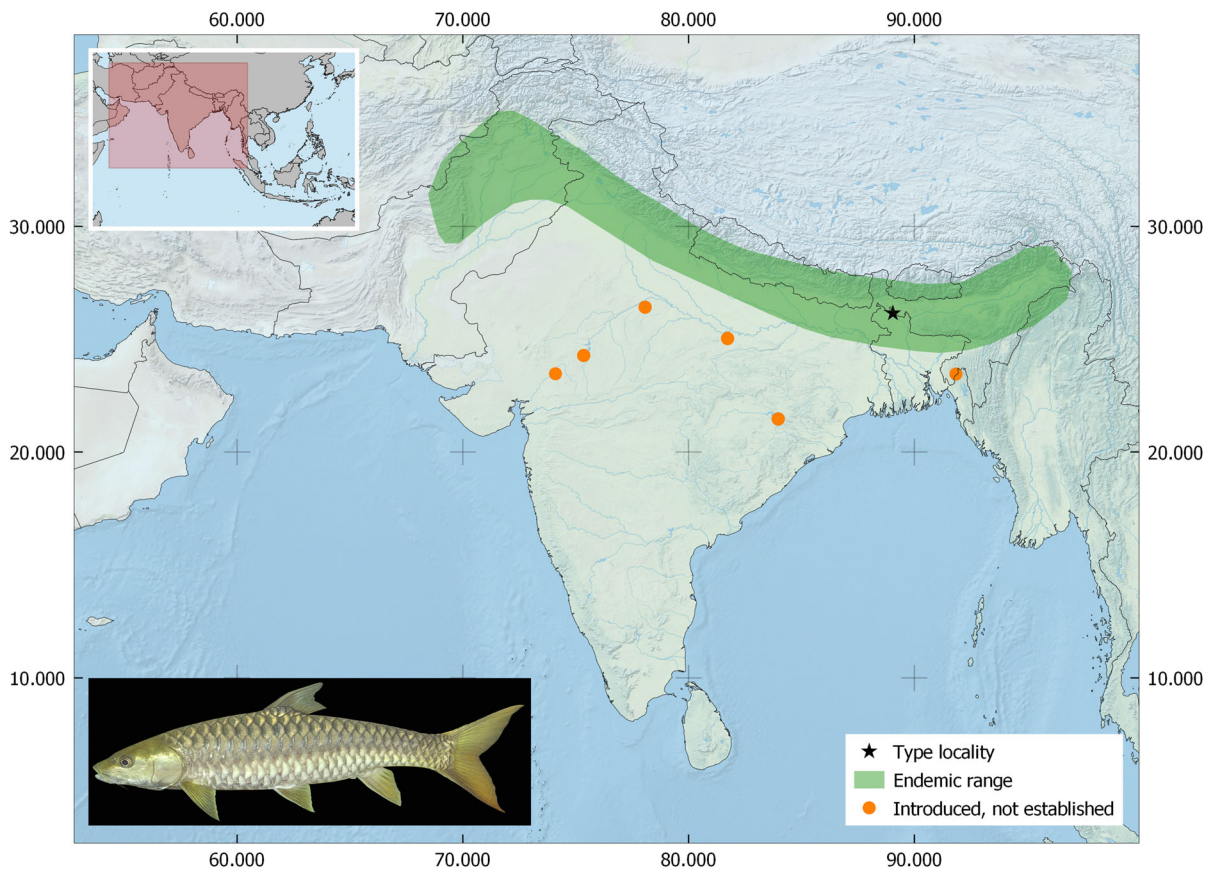 60.000 70.000 80.000 90.000
30.000 30.000
20.000 20.000
10.000 10.000
Type locality
Endemic range
Introduced, not established
60.000 70.000 80.000 90.000